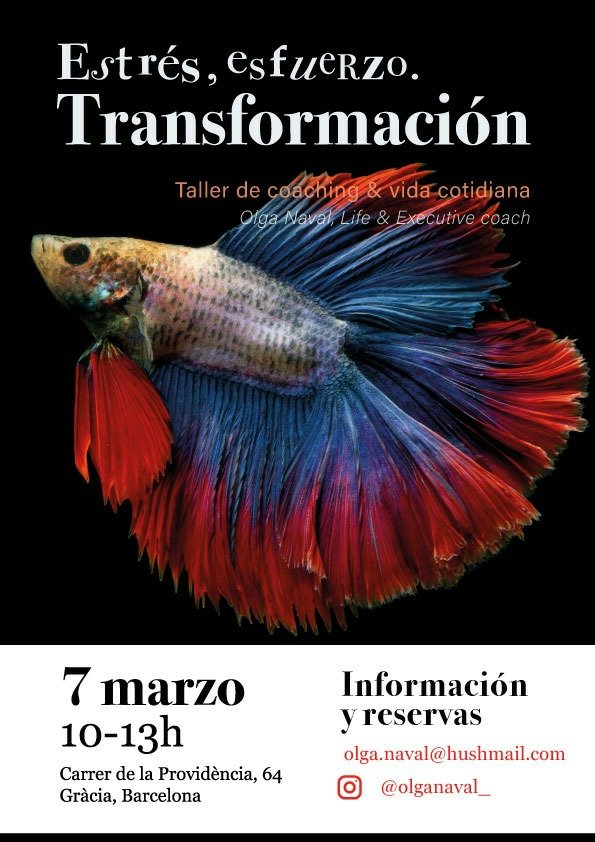 Estrés, esfuerzo.
Transformación
Taller de coaching & vida cotidiana
Olga Naval, Life & Executive coach
7 marzo
10-13h
Carrer de la Providència, 64
Gràcia, Barcelona
Información
y reservas
olga.naval@hushmail.com
@olganaval_